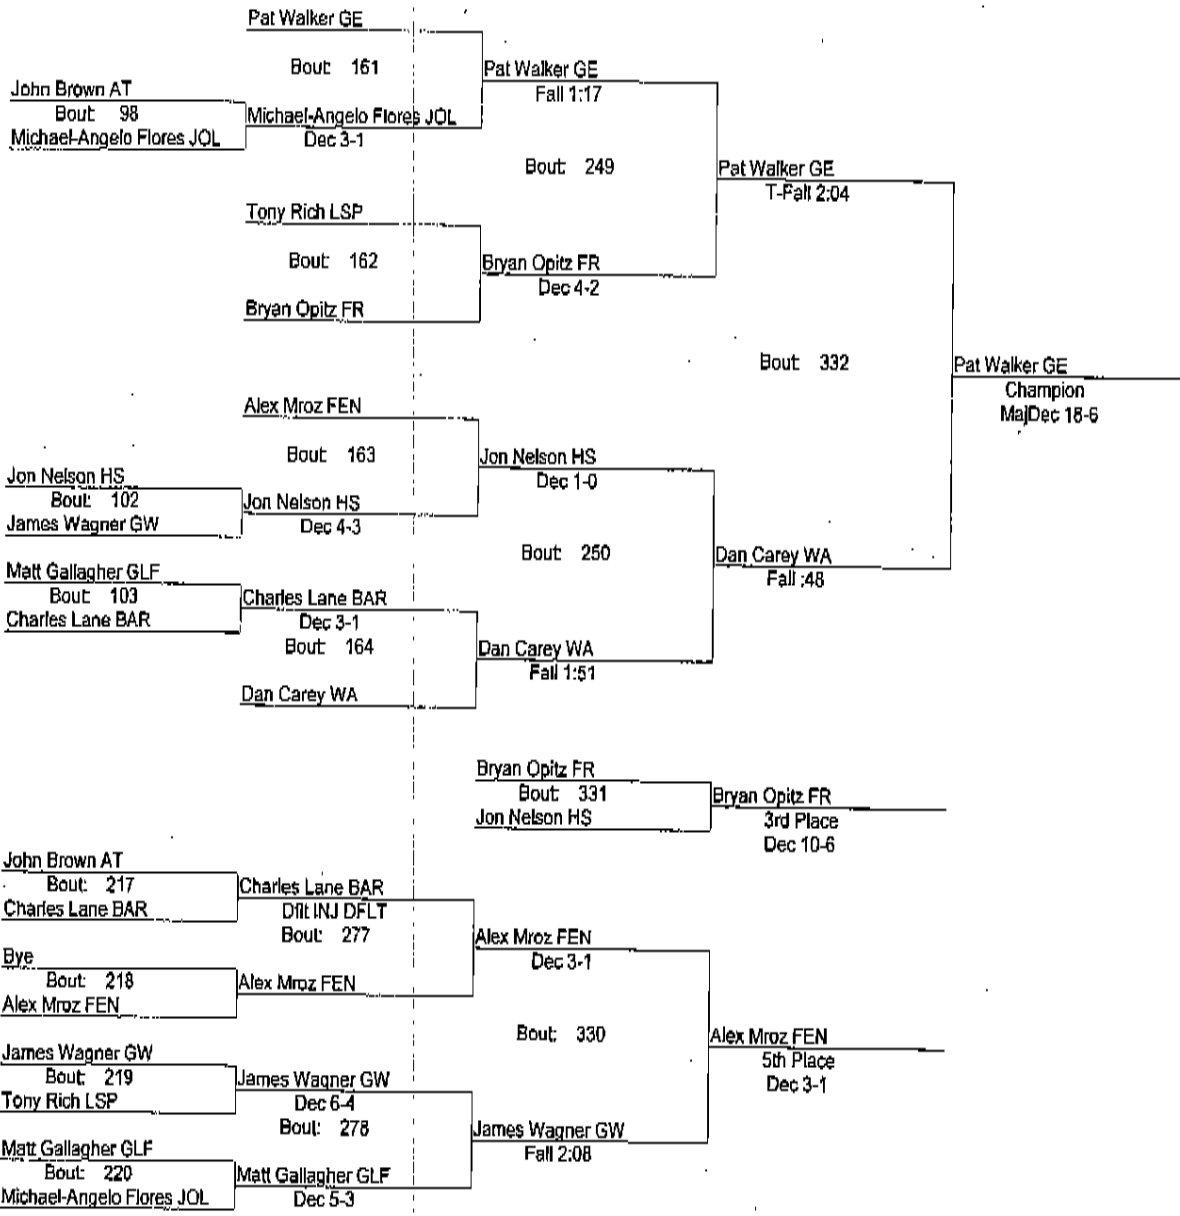 Pat Walker GE
Bout: 161
Pat Walker GE
Fall 1:17
John Brown AT
Bout: 98
Michael-Angelo Flores JOL
Michael-Angelo Flores JOL
Dec 3-1
Bout: 249
Pat Walker GE
T-Fall 2:04
Tony Rich LSP
Bout: 162
Bryan Opitz FR
Dec 4-2
Bryan Opitz FR
Bout: 332
Pat Walker GE
Champion
MajDec 18-6
Alex Mroz FEN
Bout: 163
Jon Nelson HS
Dec 1-0
Jon Nelson HS
Bout: 102
James Wagner GW
Jon Nelson HS
Dec 4-3
Bout: 250
Dan Carey WA
Fall :48
Matt Gallagher GLF
Bout: 103
Charles Lane BAR
Charles Lane BAR
Dec 3-1
Bout: 164
Dan Carey WA
Fall 1:51
Dan Carey WA
Bryan Opitz FR
Bout: 331
Jon Nelson HS
Bryan Opitz FR
3rd Place
Dec 10-6
John Brown AT
Bout: 217
Charles Lane BAR
Charles Lane BAR
Dflt INJ DFLT
Bout: 277
Alex Mroz FEN
Dec 3-1
Bye
Bout: 218
Alex Mroz FEN
Alex Mroz FEN
Bout: 330
Alex Mroz FEN
5th Place
Dec 3-1
James Wagner GW
Bout: 219
Tony Rich LSP
James Wagner GW
Dec 6-4
Bout: 278
James Wagner GW
Fall 2:08
Matt Gallagher GLF
Bout: 220
Michael-Angelo Flores JOL
Matt Gallagher GLF
Dec 5-3